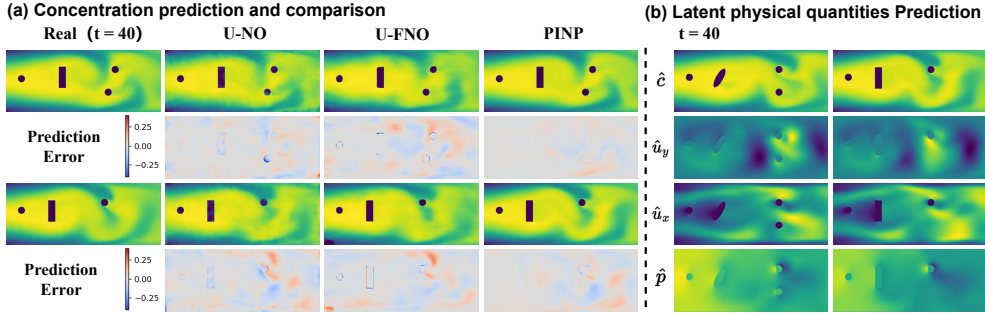 (a) Concentration prediction and comparison
Real (t = 40)
U-NO
U-FNO
PINP
Prediction
Error
0.25
0.00
−0.25
Prediction
Error
0.25
0.00
−0.25
(b) Latent physical quantities Prediction
t = 40
ĉ
û_y
û_x
p̂